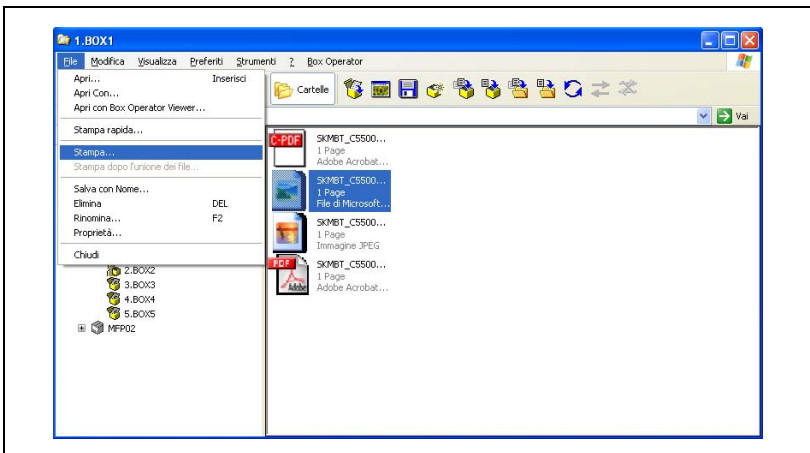 1.BOX1
File Modifica Visualizza Preferiti Strumenti ? Box Operator
Apri... Inserisci
Apri Con...
Apri con Box Operator Viewer...
Stampa rapida...
Stampa...
Stampa dopo l'unione dei file...
Salva con Nome...
Elimina DEL
Rinomina... F2
Proprietà...
Chiudi
Cartelle
Vai
2.BOX2
3.BOX3
4.BOX4
5.BOX5
MFP02
C-PDF
SKMBT_C5500...
1 Page
Adobe Acrobat...
SKMBT_C5500...
1 Page
File di Microsoft...
SKMBT_C5500...
1 Page
Immagine JPEG
PDF
Adobe
SKMBT_C5500...
1 Page
Adobe Acrobat...